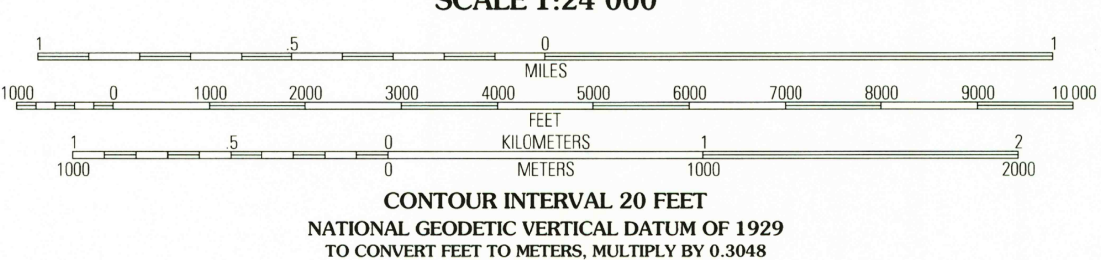 SCALE 1:24 000
1 .5 0 1
MILES
1000 0 1000 2000 3000 4000 5000 6000 7000 8000 9000 10 000
FEET
1 .5 0 KILOMETERS 1 2
1000 0 METERS 1000 2000
CONTOUR INTERVAL 20 FEET
NATIONAL GEODETIC VERTICAL DATUM OF 1929
TO CONVERT FEET TO METERS, MULTIPLY BY 0.3048